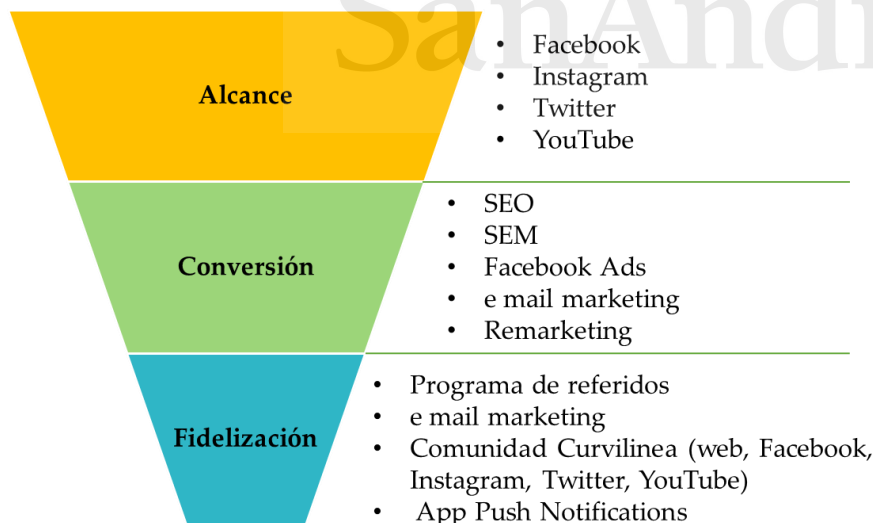 SanAndr
Alcance
• Facebook
• Instagram
• Twitter
• YouTube
Conversión
• SEO
• SEM
• Facebook Ads
• e mail marketing
• Remarketing
Fidelización
• Programa de referidos
• e mail marketing
• Comunidad Curvilinea (web, Facebook,
Instagram, Twitter, YouTube)
• App Push Notifications